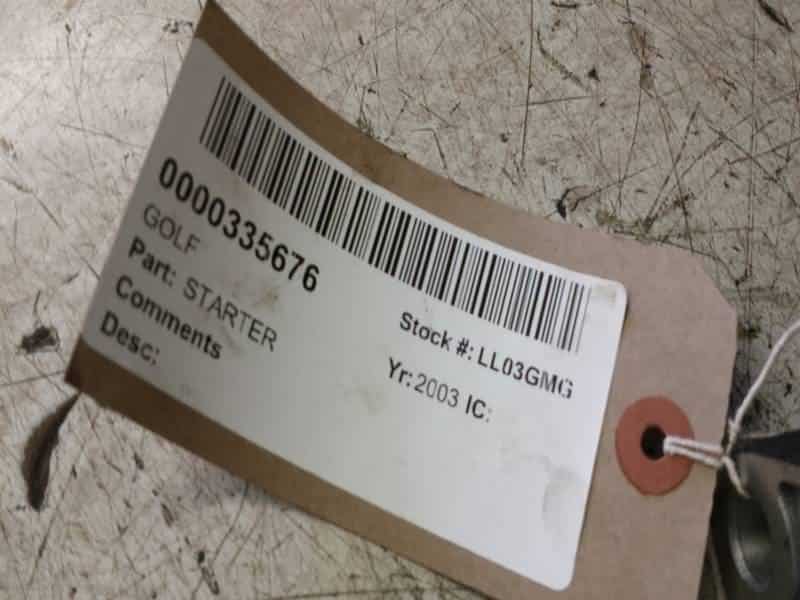 0000335676
GOLF
Stock #: LL03GMG
Part: STARTER
Yr: 2003 IC:
Comments
Desc: